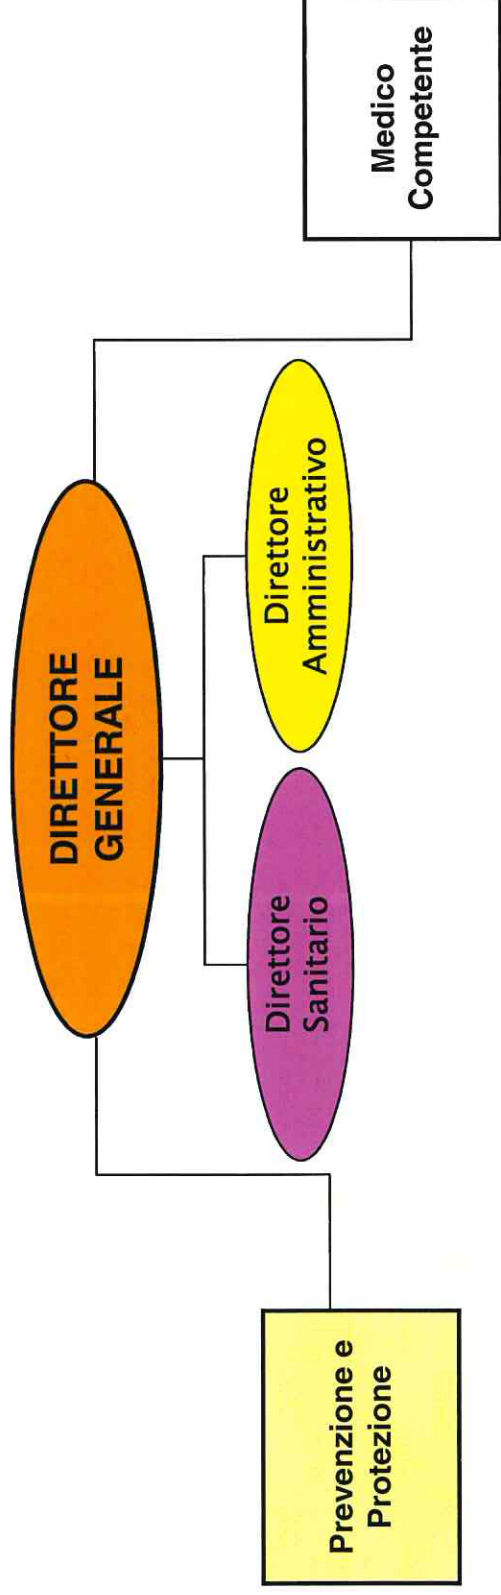 DIRETTORE
GENERALE
Prevenzione e
Protezione
Direttore
Sanitario
Direttore
Amministrativo
Medico
Competente